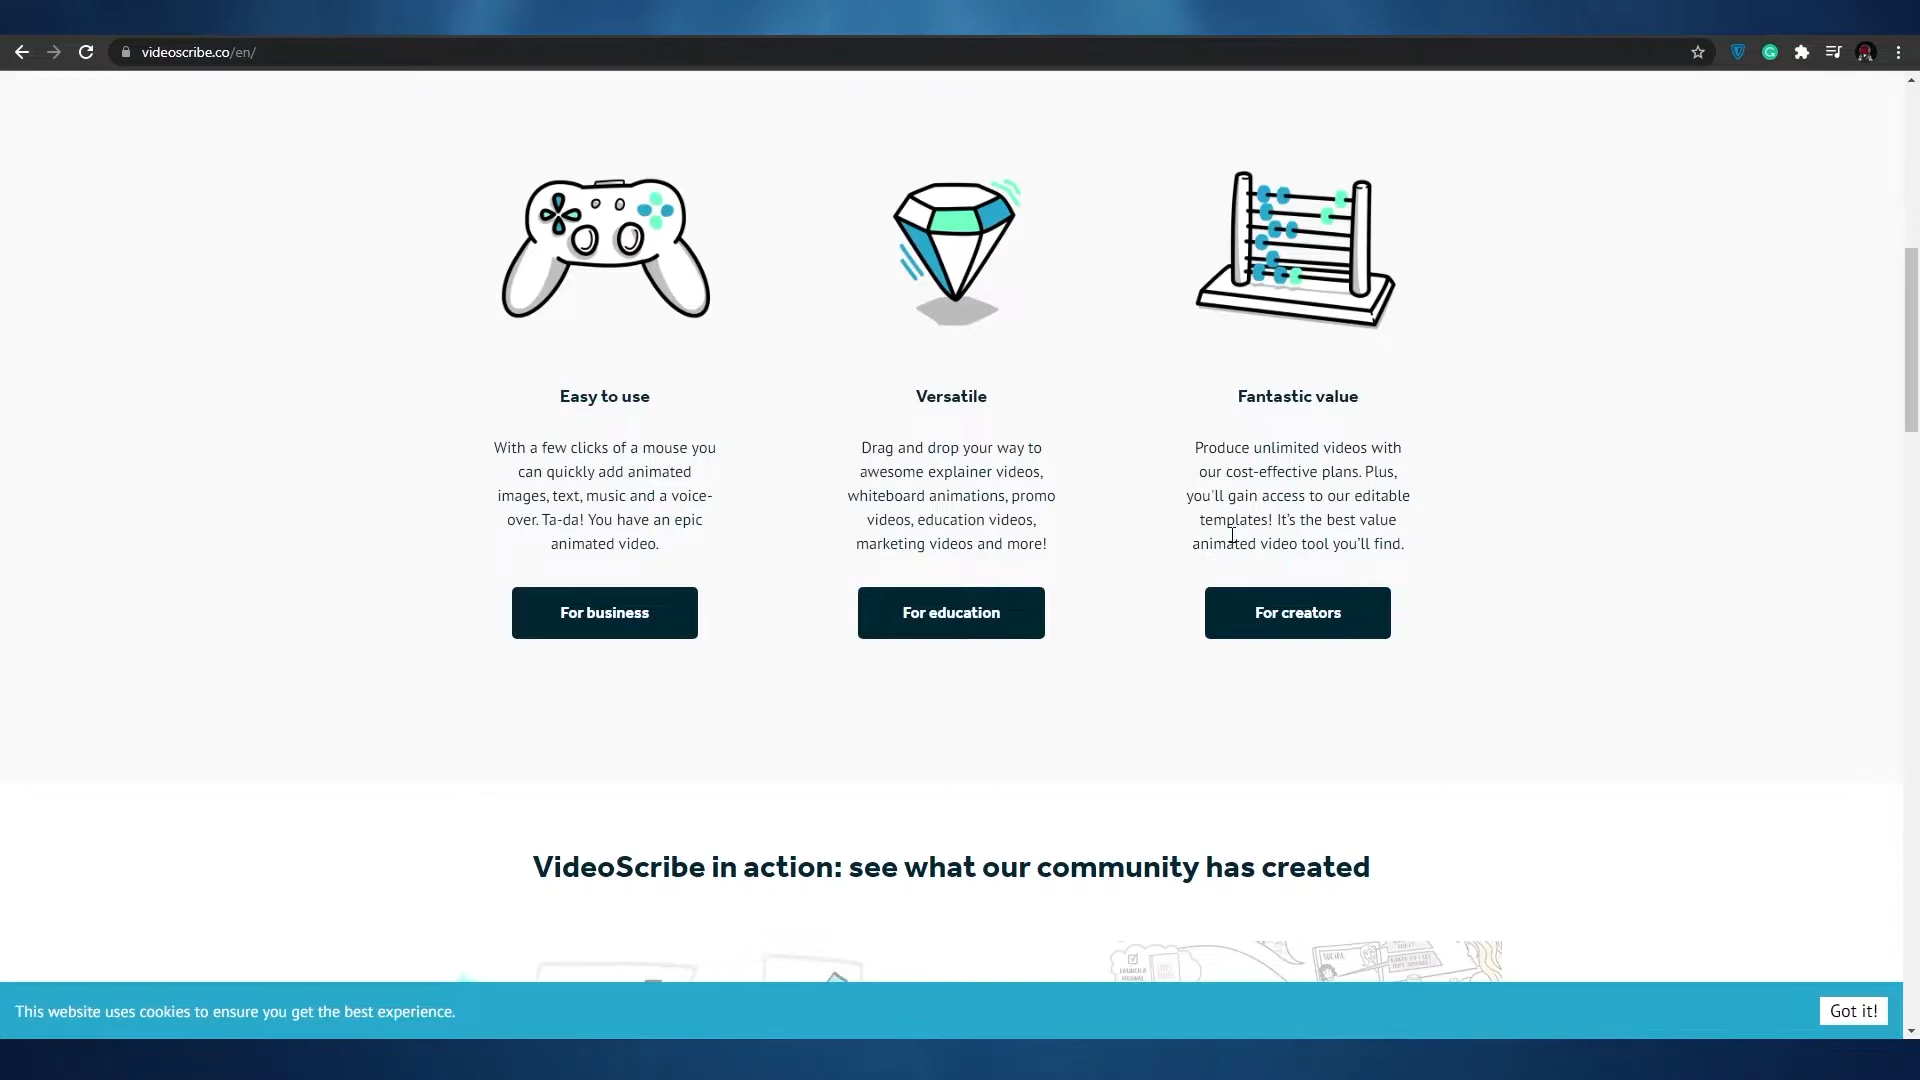 videoscribe.co/en/
Easy to use
With a few clicks of a mouse you
can quickly add animated
images, text, music and a voice-
over. Ta-da! You have an epic
animated video.
For business
Versatile
Drag and drop your way to
awesome explainer videos,
whiteboard animations, promo
videos, education videos,
marketing videos and more!
For education
Fantastic value
Produce unlimited videos with
our cost-effective plans. Plus,
you'll gain access to our editable
templates! It’s the best value
animated video tool you’ll find.
For creators
VideoScribe in action: see what our community has created
SOCIAL
This website uses cookies to ensure you get the best experience.
Got it!